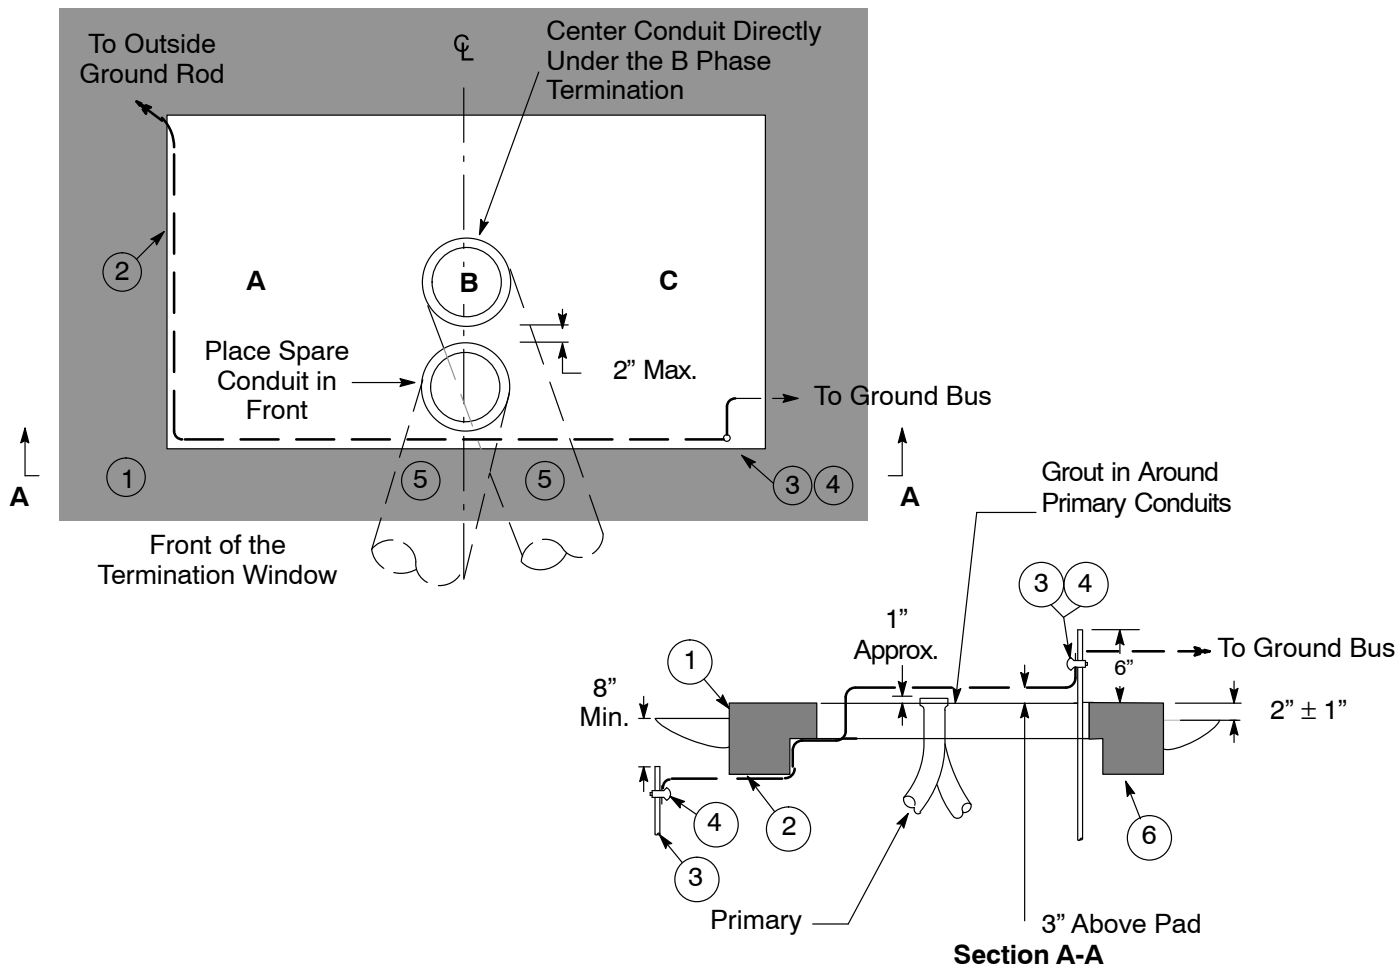 To Outside
Ground Rod
℄
Center Conduit Directly
Under the B Phase
Termination
2
A
B
C
Place Spare
Conduit in
Front
2” Max.
To Ground Bus
A
1
5
5
3 4
A
Front of the
Termination Window
Grout in Around
Primary Conduits
3 4
1”
Approx.
To Ground Bus
1
6”
8”
Min.
2” ± 1”
4
2
6
3
Primary
3” Above Pad
Section A-A